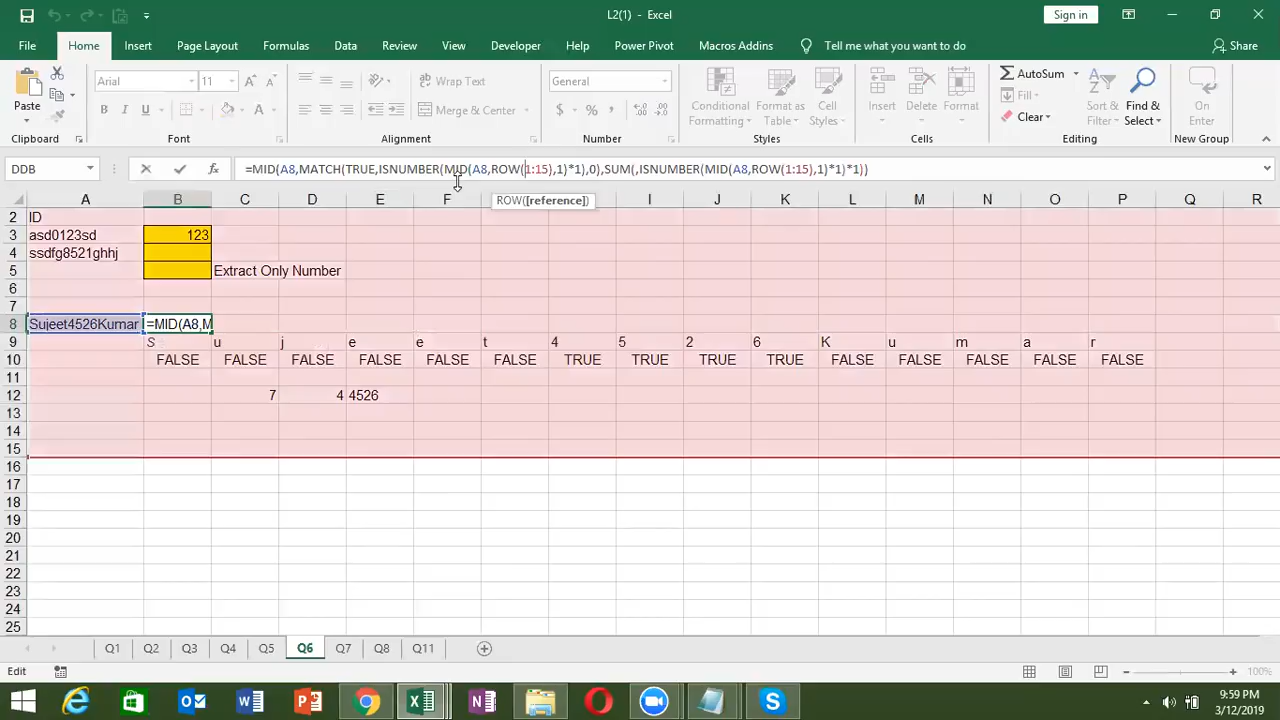 L2(1) - Excel
Sign in
File Home Insert Page Layout Formulas Data Review View Developer Help Power Pivot Macros Addins Tell me what you want to do Share
Paste
Clipboard
Arial 11
B I U
Font
Wrap Text
Merge & Center
Alignment
General
$ % ,
Number
Conditional Formatting
Format as Table
Cell Styles
Styles
Insert
Delete
Format
Cells
AutoSum
Fill
Clear
Sort & Filter
Find & Select
Editing
You On Entering
DDB
=MID(A8,MATCH(TRUE,ISNUMBER(MID(A8,ROW(1:15),1)*1),0),SUM(,ISNUMBER(MID(A8,ROW(1:15),1)*1)*1))
ROW([reference])
A B C D E F G H I J K L M N O P Q R
2 ID
3 asd0123sd 123
4 ssdfg8521ghhj
5 Extract Only Number
6
7
8 Sujeet4526Kumar =MID(A8,M
9 S u j e e t 4 5 2 6 K u m a r
10 FALSE FALSE FALSE FALSE FALSE FALSE TRUE TRUE TRUE TRUE FALSE FALSE FALSE FALSE FALSE
11
12 7 4 4526
13
14
15
16
17
18
19
20
21
22
23
24
25
Q1 Q2 Q3 Q4 Q5 Q6 Q7 Q8 Q11
Edit
100%
9:59 PM
3/12/2019